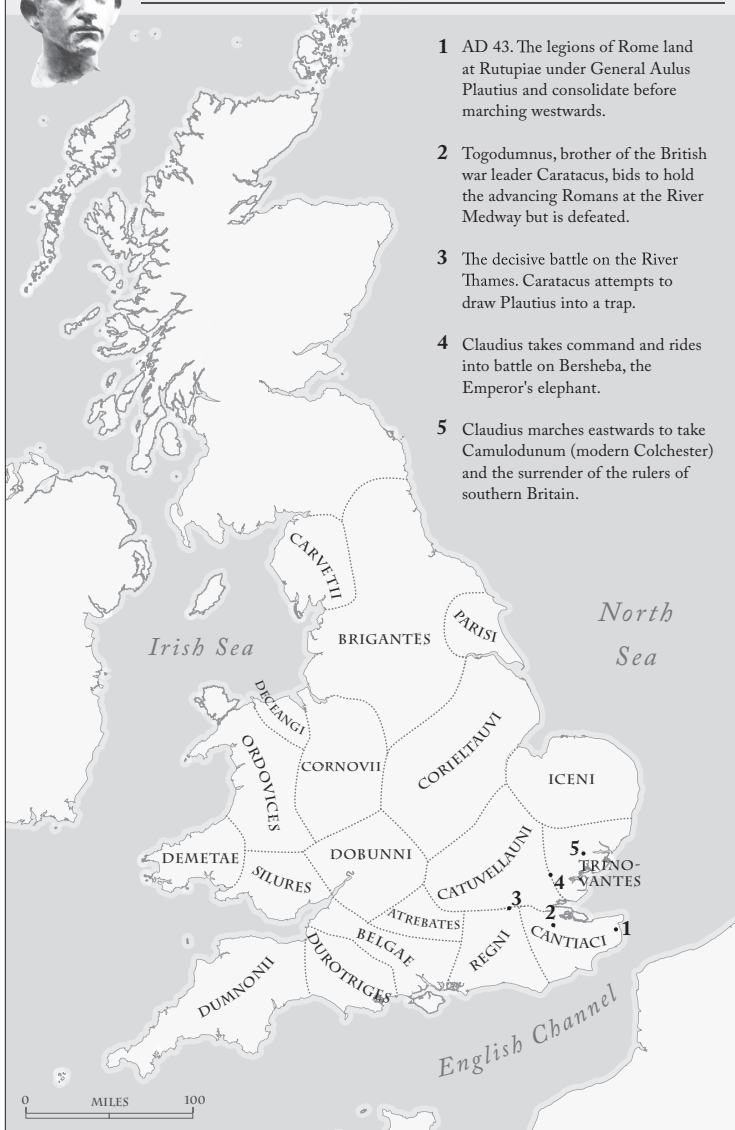 1 AD 43. The legions of Rome land
at Rutupiae under General Aulus
Plautius and consolidate before
marching westwards.
2 Togodumnus, brother of the British
war leader Caratacus, bids to hold
the advancing Romans at the River
Medway but is defeated.
3 The decisive battle on the River
Thames. Caratacus attempts to
draw Plautius into a trap.
4 Claudius takes command and rides
into battle on Bersheba, the
Emperor's elephant.
5 Claudius marches eastwards to take
Camulodunum (modern Colchester)
and the surrender of the rulers of
southern Britain.
CARVETII
PARISI
North
Sea
Irish Sea
BRIGANTES
DECEANGI
ORDOVICES
CORNOVII
CORIELTAUVI
ICENI
DEMETAE
SILURES
DOBUNNI
CATUVELLAUNI
5
TRINO-
VANTES
4
3
2
1
ATREBATES
BELGAE
REGNI
CANTIACI
DUROTRIGES
DUMNONII
English Channel
0 MILES 100